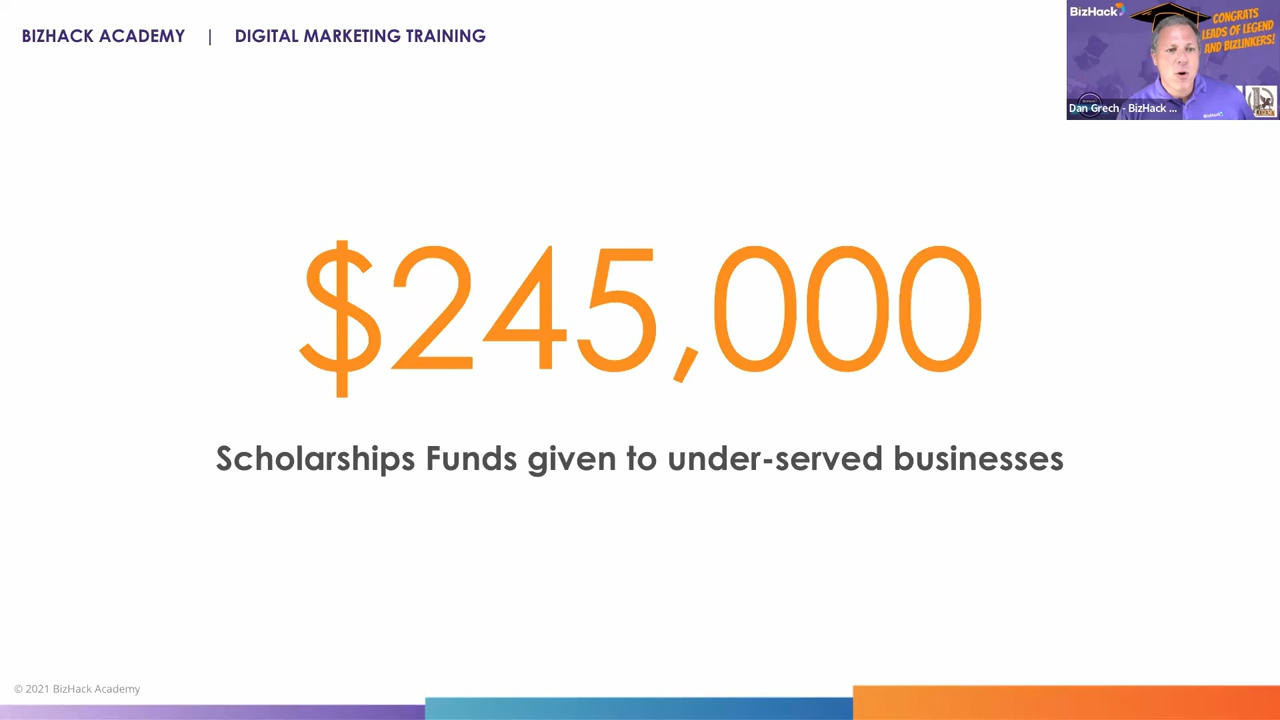 BIZHACK ACADEMY | DIGITAL MARKETING TRAINING
BizHack
CONGRATS
LEADS OF LEGEND
AND BIZLINKERS!
Dan Grech - BizHack ...
BizHack
$245,000
Scholarships Funds given to under-served businesses
© 2021 BizHack Academy